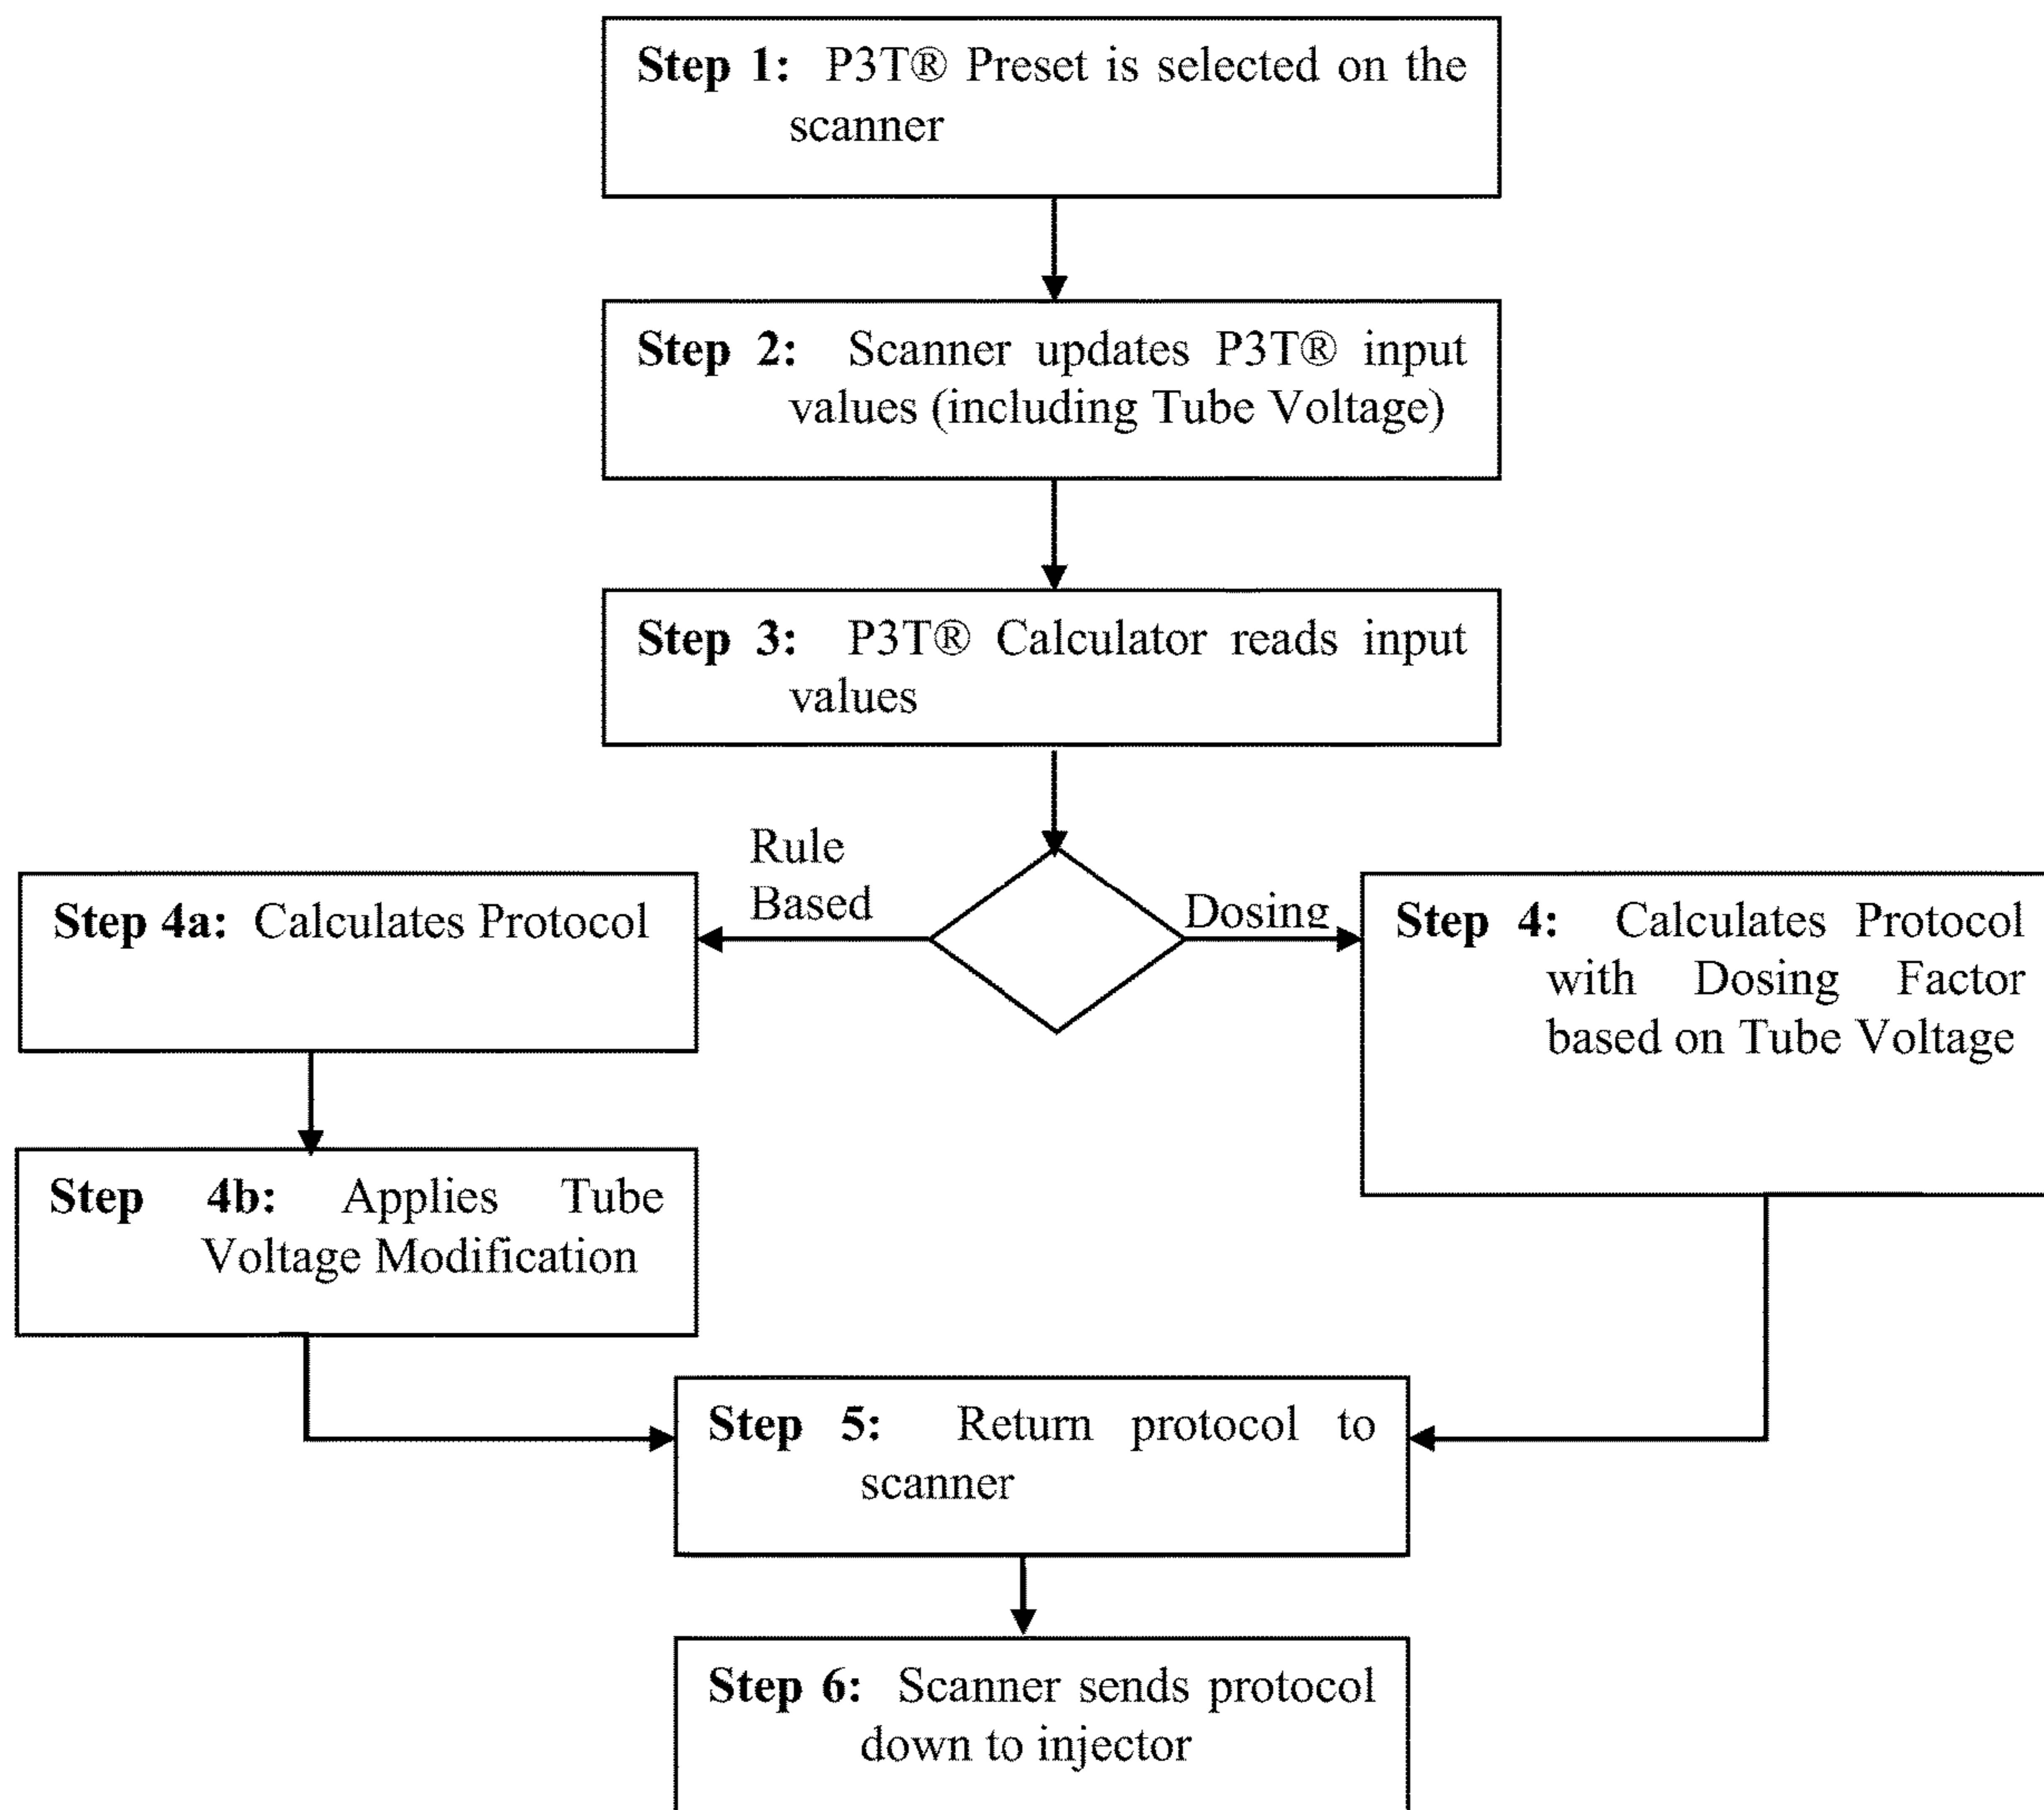 Step 1: P3T® Preset is selected on the
scanner
Step 2: Scanner updates P3T® input
values (including Tube Voltage)
Step 3: P3T® Calculator reads input
values
Rule
Based
Dosing
Step 4a: Calculates Protocol
Step 4: Calculates Protocol
with Dosing Factor
based on Tube Voltage
Step 4b: Applies Tube
Voltage Modification
Step 5: Return protocol to
scanner
Step 6: Scanner sends protocol
down to injector